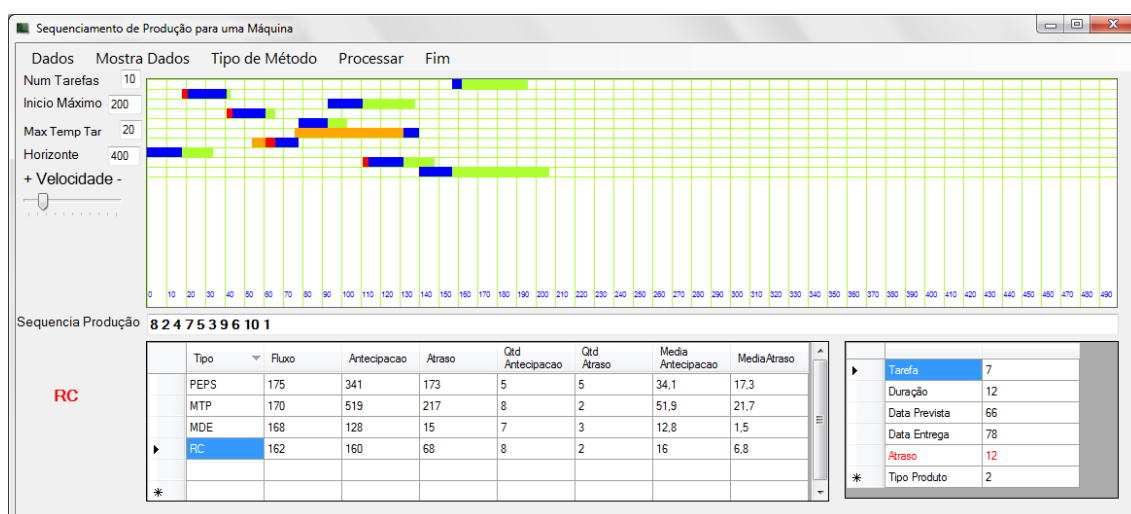 Sequenciamento de Produção para uma Máquina
Dados Mostra Dados Tipo de Método Processar Fim
Num Tarefas 10
Inicio Máximo 200
Max Temp Tar 20
Horizonte 400
+ Velocidade -
0 10 20 30 40 50 60 70 80 90 100 110 120 130 140 150 160 170 180 190 200 210 220 230 240 250 260 270 280 290 300 310 320 330 340 350 360 370 380 390 400 410 420 430 440 450 460 470 480 490
Sequencia Produção 8 2 4 7 5 3 9 6 10 1
RC
Tipo Fluxo Antecipacao Atraso Qtd Antecipacao Qtd Atraso Media Antecipacao MediaAtraso
PEPS 175 341 173 5 5 34,1 17,3
MTP 170 519 217 8 2 51,9 21,7
MDE 168 128 15 7 3 12,8 1,5
RC 162 160 68 8 2 16 6,8
Tarefa 7
Duração 12
Data Prevista 66
Data Entrega 78
Atraso 12
Tipo Produto 2